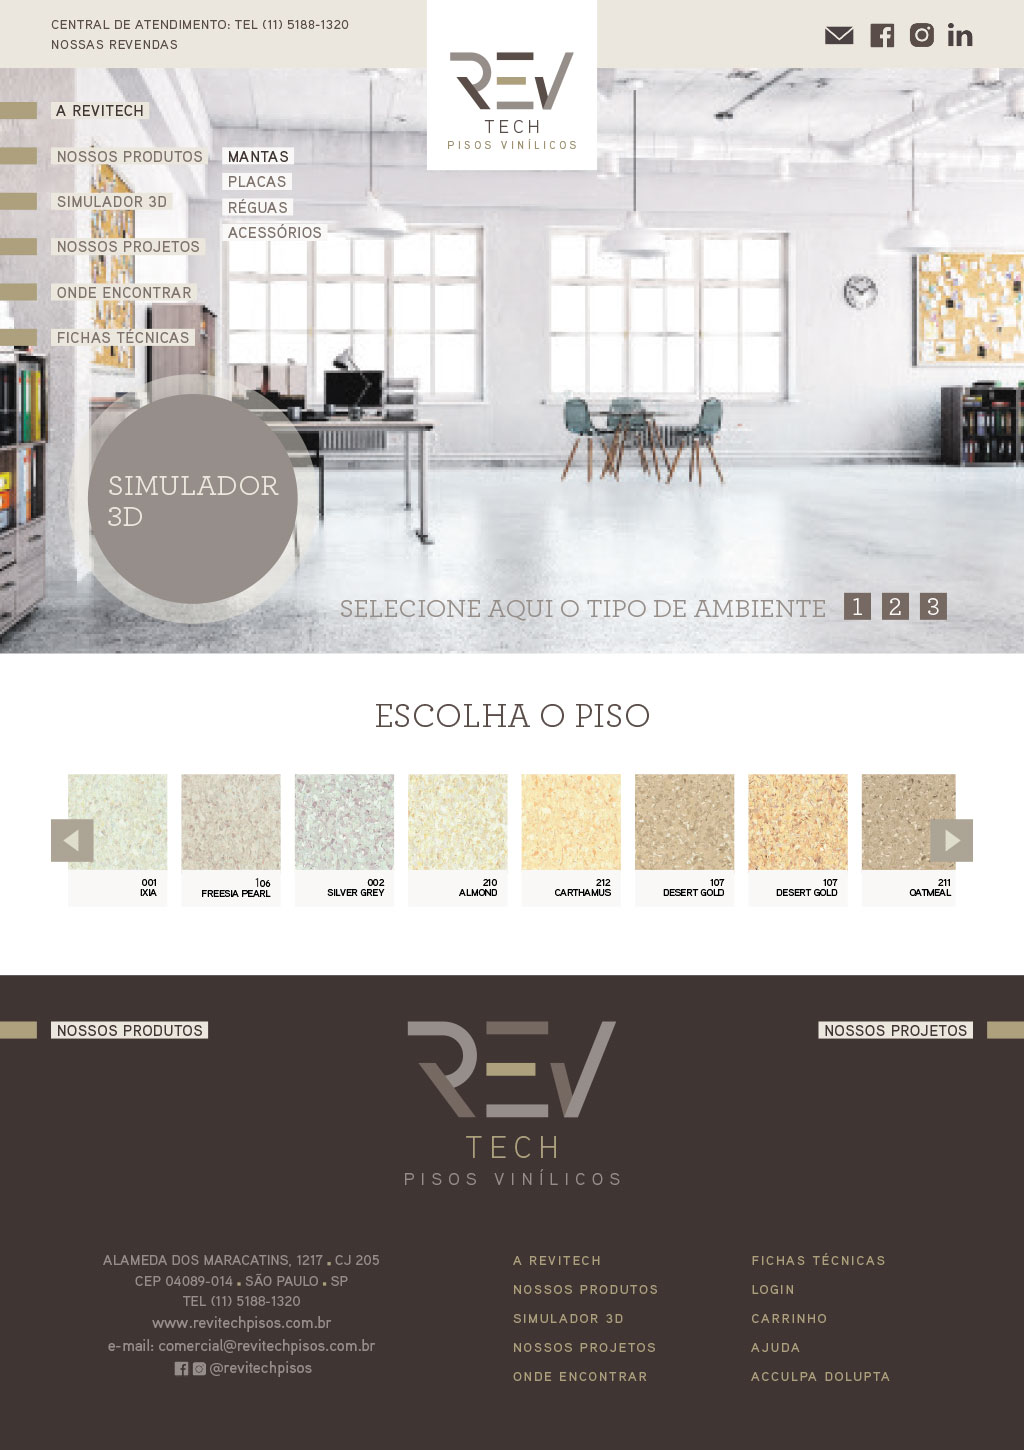 CENTRAL DE ATENDIMENTO: TEL (11) 5188-1320
NOSSAS REVENDAS
REV
TECH
PISOS VINÍLICOS
A REVITECH
NOSSOS PRODUTOS
MANTAS
PLACAS
RÉGUAS
ACESSÓRIOS
SIMULADOR 3D
NOSSOS PROJETOS
ONDE ENCONTRAR
FICHAS TÉCNICAS
SIMULADOR
3D
SELECIONE AQUI O TIPO DE AMBIENTE 1 2 3
ESCOLHA O PISO
001
IXIA
106
FREESIA PEARL
002
SILVER GREY
210
ALMOND
212
CARTHAMUS
107
DESERT GOLD
107
DESERT GOLD
211
OATMEAL
NOSSOS PRODUTOS
REV
TECH
PISOS VINÍLICOS
NOSSOS PROJETOS
ALAMEDA DOS MARACATINS, 1217 . CJ 205
CEP 04089-014 . SÃO PAULO . SP
TEL (11) 5188-1320
www.revitechpisos.com.br
e-mail: comercial@revitechpisos.com.br
@revitechpisos
A REVITECH
NOSSOS PRODUTOS
SIMULADOR 3D
NOSSOS PROJETOS
ONDE ENCONTRAR
FICHAS TÉCNICAS
LOGIN
CARRINHO
AJUDA
ACCULPA DOLUPTA